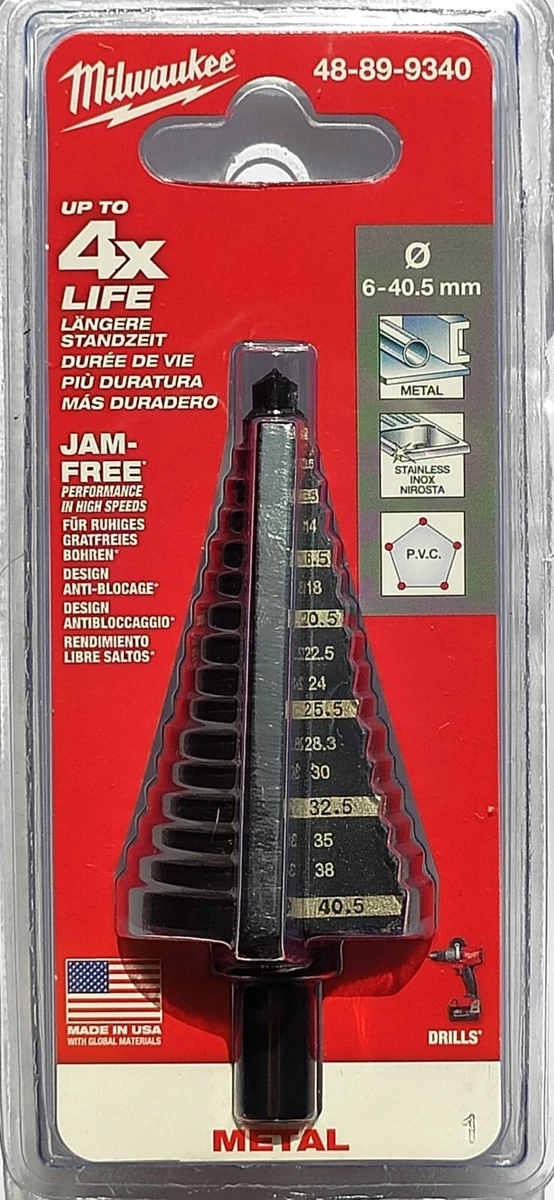 Milwaukee®
48-89-9340
UP TO
4x
LIFE
LÄNGERE
STANDZEIT
DURÉE DE VIE
PIÙ DURATURA
MÁS DURADERO
JAM-
FREE*
PERFORMANCE
IN HIGH SPEEDS
FÜR RUHIGES
GRATFREIES
BOHREN*
DESIGN
ANTI-BLOCAGE*
DESIGN
ANTIBLOCCAGGIO*
RENDIMIENTO
LIBRE SALTOS*
Ø
6-40.5 mm
METAL
STAINLESS
INOX
NIROSTA
P.V.C.
14
18
20.5
22.5
24
25.5
28.3
30
32.5
35
38
40.5
MADE IN USA
WITH GLOBAL MATERIALS
DRILLS*
METAL
1